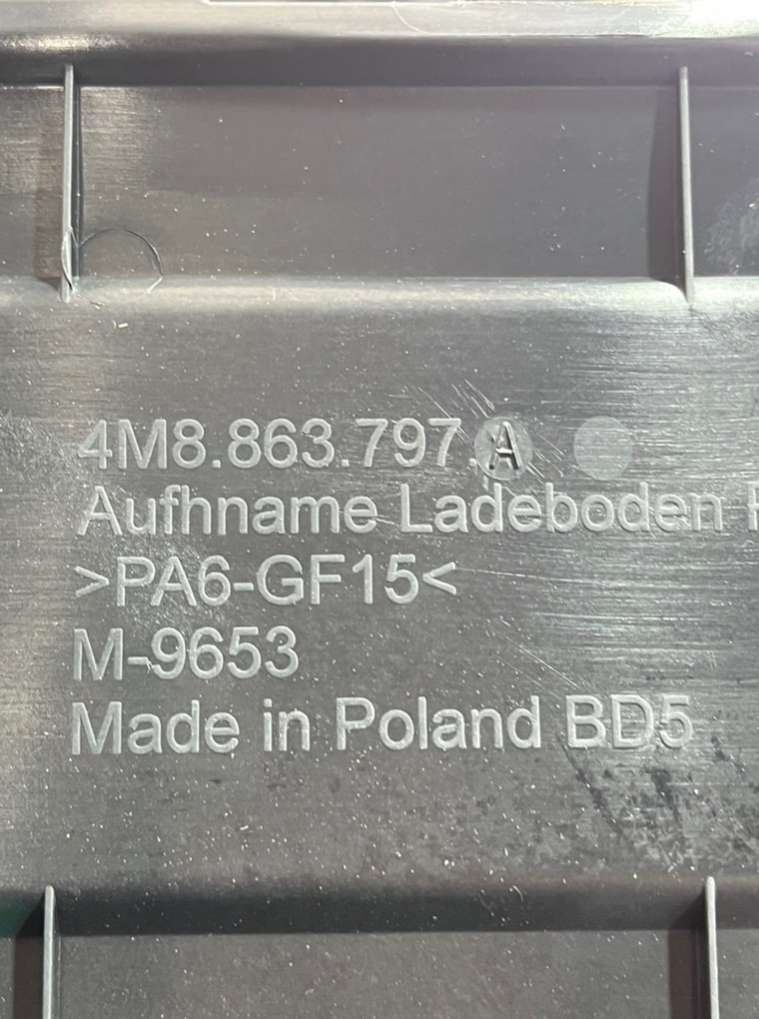 4M8.863.797.A
Aufhname Ladeboden
>PA6-GF15<
M-9653
Made in Poland BD5